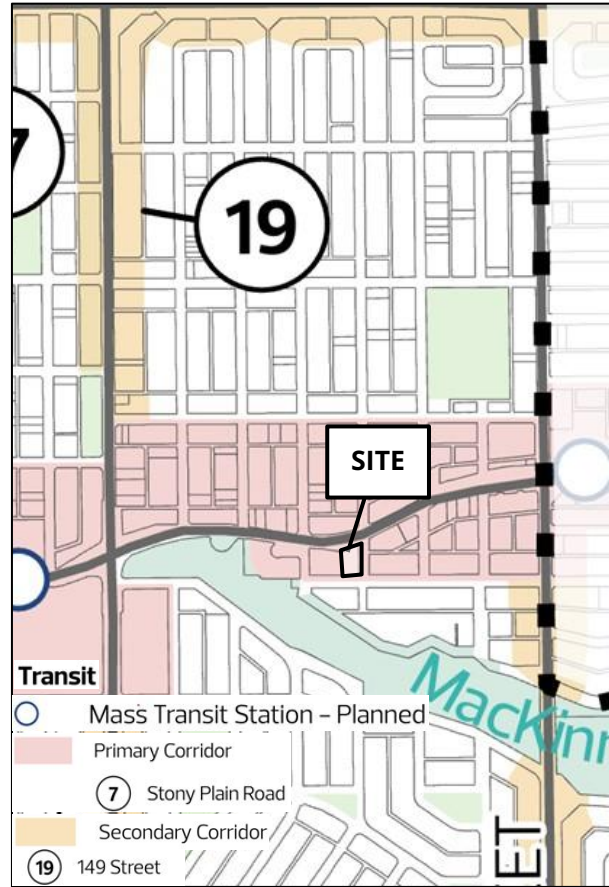 7
19
SITE
MacKinn
Transit
Mass Transit Station – Planned
Primary Corridor
7 Stony Plain Road
Secondary Corridor
19 149 Street
ET